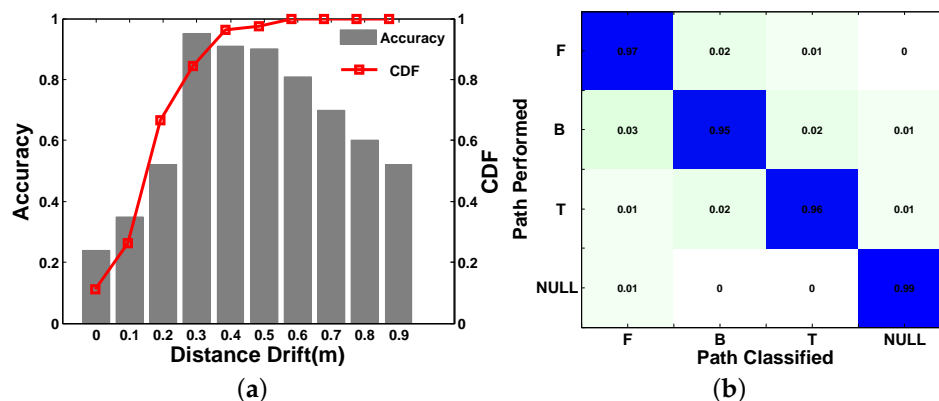 1
0.8
0.6
0.4
0.2
0
Accuracy
0 0.1 0.2 0.3 0.4 0.5 0.6 0.7 0.8 0.9
Distance Drift(m)
Accuracy
CDF
1
0.8
0.6
0.4
0.2
0
CDF
(a)
Path Performed
F 0.97 0.02 0.01 0
B 0.03 0.95 0.02 0.01
T 0.01 0.02 0.96 0.01
NULL 0.01 0 0 0.99
F B T NULL
Path Classified
(b)